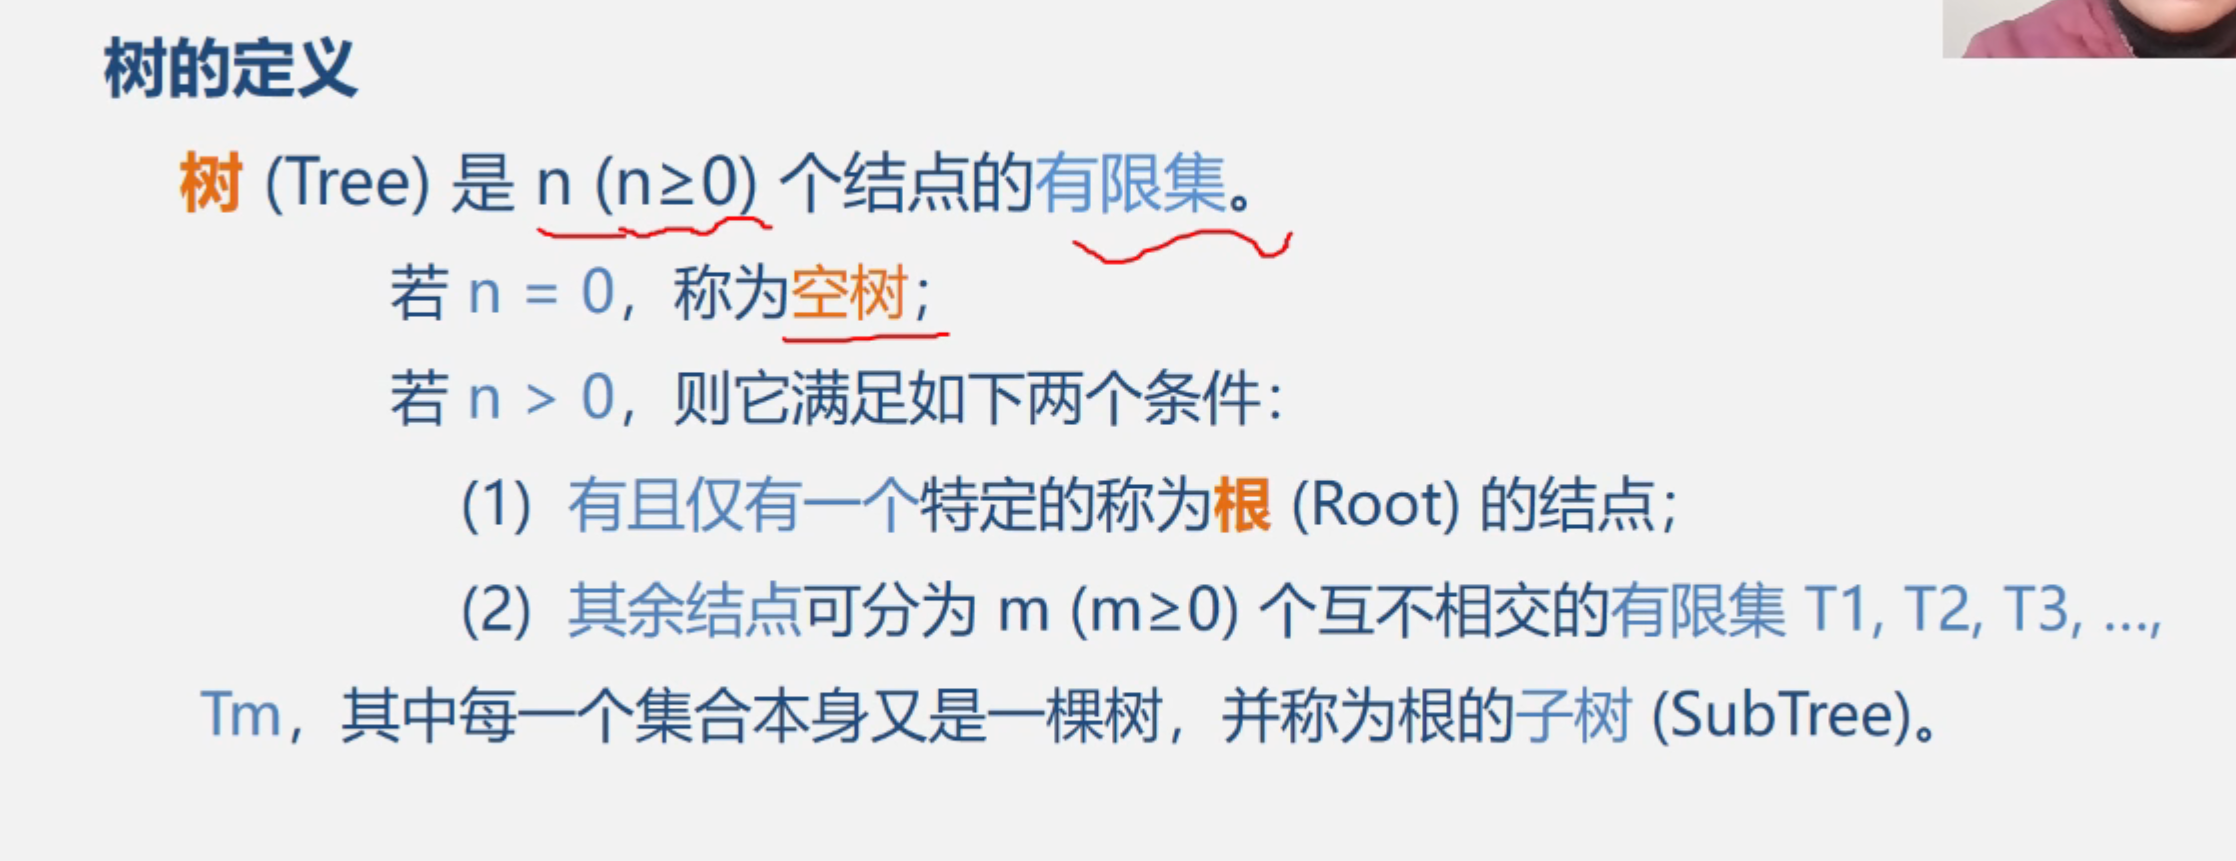 树的定义
树 (Tree) 是 n (n≥0) 个结点的有限集。
若 n = 0，称为空树；
若 n > 0，则它满足如下两个条件：
(1) 有且仅有一个特定的称为根 (Root) 的结点；
(2) 其余结点可分为 m (m≥0) 个互不相交的有限集 T1, T2, T3, …,
Tm，其中每一个集合本身又是一棵树，并称为根的子树 (SubTree)。